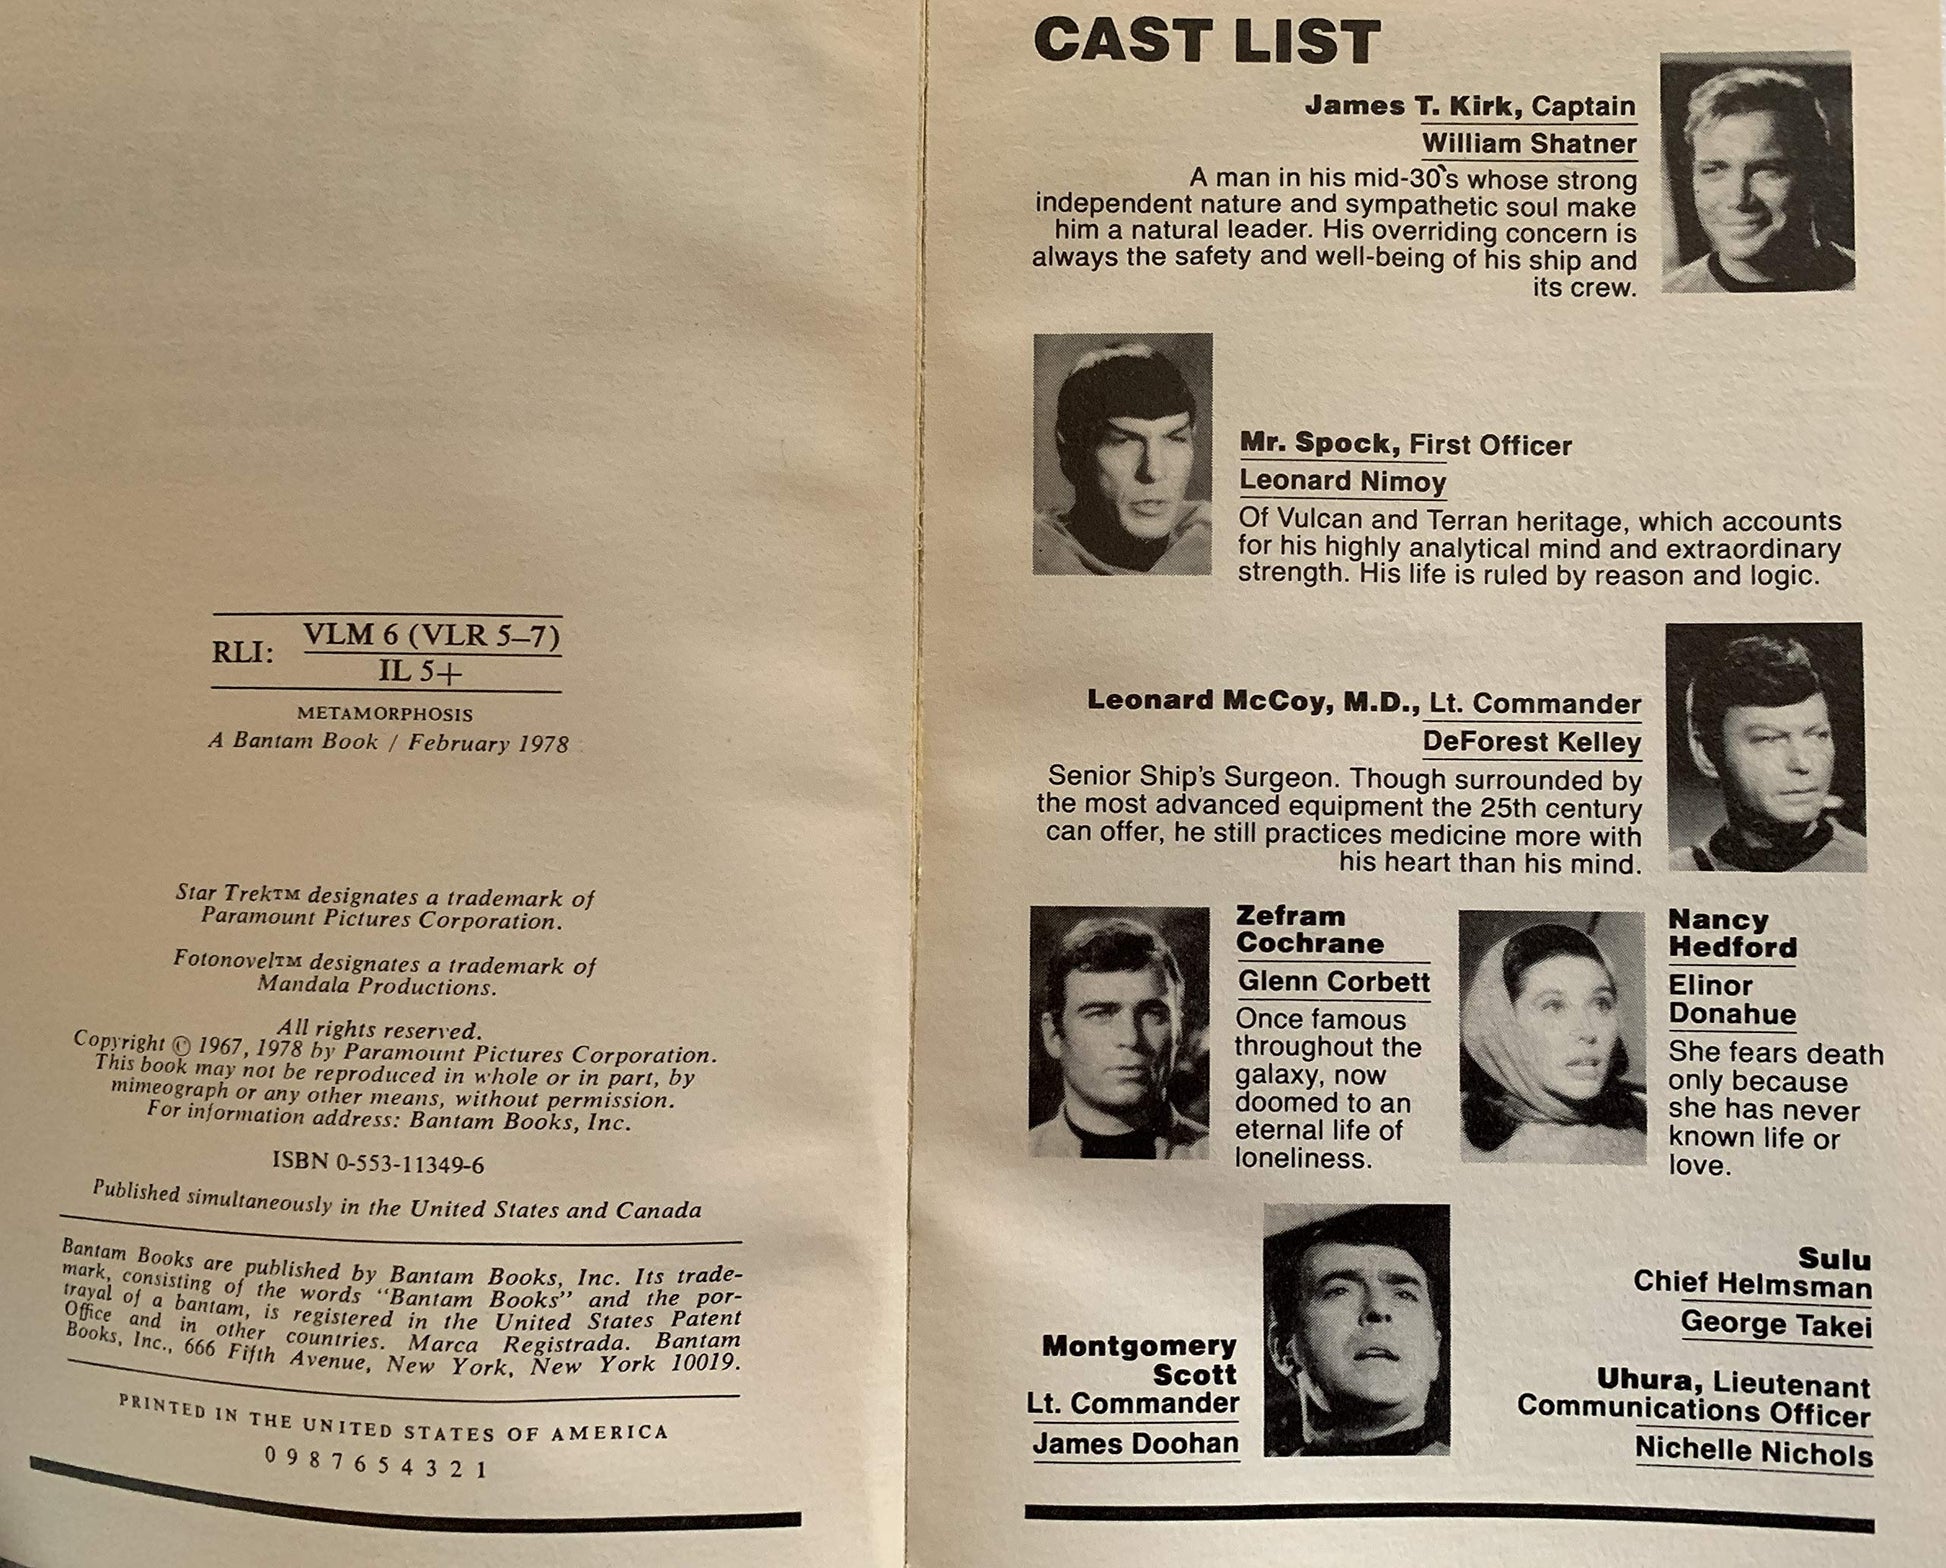 RLI: VLM 6 (VLR 5–7)
IL 5+
METAMORPHOSIS
A Bantam Book / February 1978
Star Trek™ designates a trademark of
Paramount Pictures Corporation.
Fotonovel™ designates a trademark of
Mandala Productions.
All rights reserved.
Copyright © 1967, 1978 by Paramount Pictures Corporation.
This book may not be reproduced in whole or in part, by
mimeograph or any other means, without permission.
For information address: Bantam Books, Inc.
ISBN 0-553-11349-6
Published simultaneously in the United States and Canada
Bantam Books are published by Bantam Books, Inc. Its trade-
mark, consisting of the words "Bantam Books" and the por-
trayal of a bantam, is registered in the United States Patent
Office and in other countries. Marca Registrada. Bantam
Books, Inc., 666 Fifth Avenue, New York, New York 10019.
PRINTED IN THE UNITED STATES OF AMERICA
0 9 8 7 6 5 4 3 2 1
CAST LIST
James T. Kirk, Captain
William Shatner
A man in his mid-30`s whose strong
independent nature and sympathetic soul make
him a natural leader. His overriding concern is
always the safety and well-being of his ship and
its crew.
Mr. Spock, First Officer
Leonard Nimoy
Of Vulcan and Terran heritage, which accounts
for his highly analytical mind and extraordinary
strength. His life is ruled by reason and logic.
Leonard McCoy, M.D., Lt. Commander
DeForest Kelley
Senior Ship's Surgeon. Though surrounded by
the most advanced equipment the 25th century
can offer, he still practices medicine more with
his heart than his mind.
Zefram
Cochrane
Glenn Corbett
Once famous
throughout the
galaxy, now
doomed to an
eternal life of
loneliness.
Nancy
Hedford
Elinor
Donahue
She fears death
only because
she has never
known life or
love.
Montgomery
Scott
Lt. Commander
James Doohan
Sulu
Chief Helmsman
George Takei
Uhura, Lieutenant
Communications Officer
Nichelle Nichols